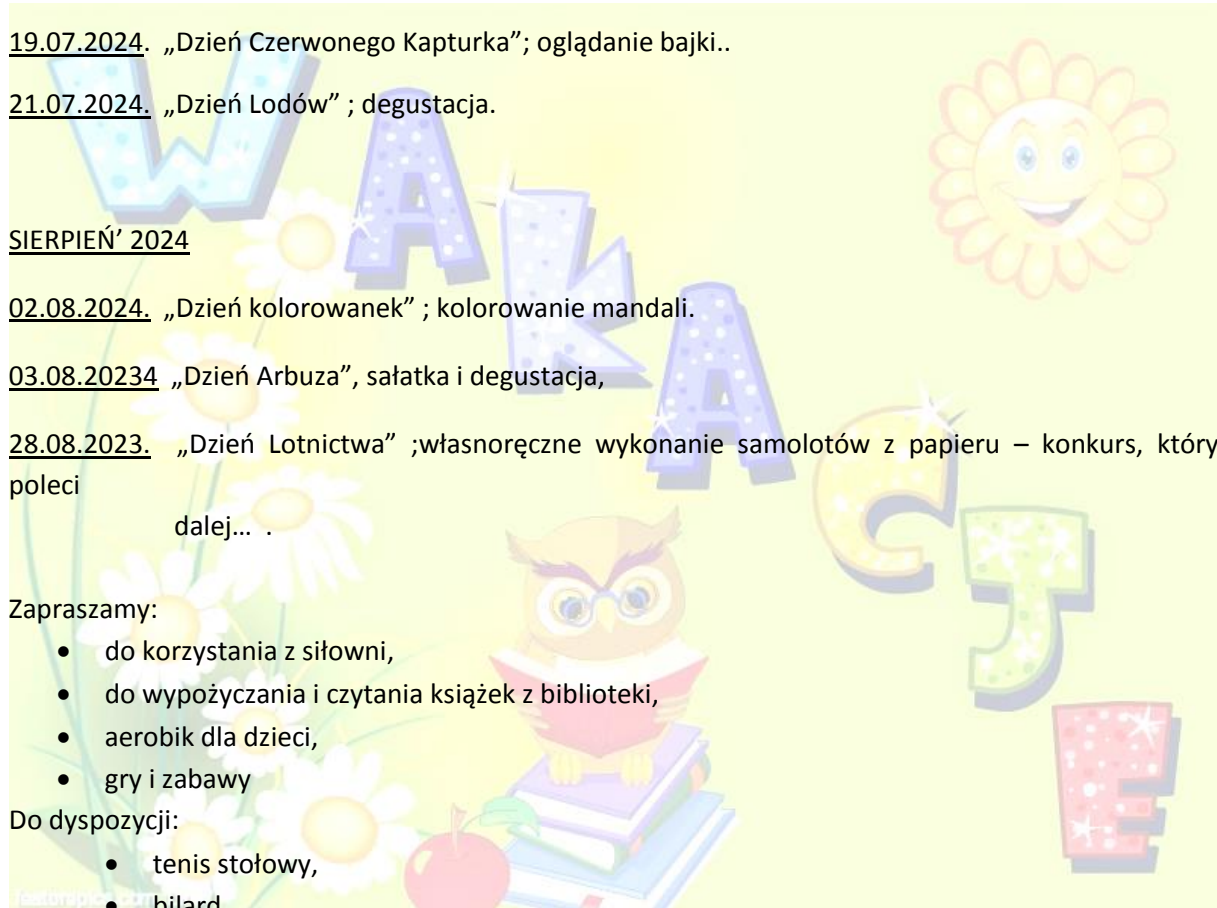 19.07.2024. „Dzień Czerwonego Kapturka”; oglądanie bajki..
21.07.2024. „Dzień Lodów” ; degustacja.
SIERPIEŃ’ 2024
02.08.2024. „Dzień kolorowanek” ; kolorowanie mandali.
03.08.20234 „Dzień Arbuza”, sałatka i degustacja,
28.08.2023. „Dzień Lotnictwa” ;własnoręczne wykonanie samolotów z papieru – konkurs, który
poleci
dalej... .
Zapraszamy:
• do korzystania z siłowni,
• do wypożyczania i czytania książek z biblioteki,
• aerobik dla dzieci,
• gry i zabawy
Do dyspozycji:
• tenis stołowy,
• bilard
WAKACJE